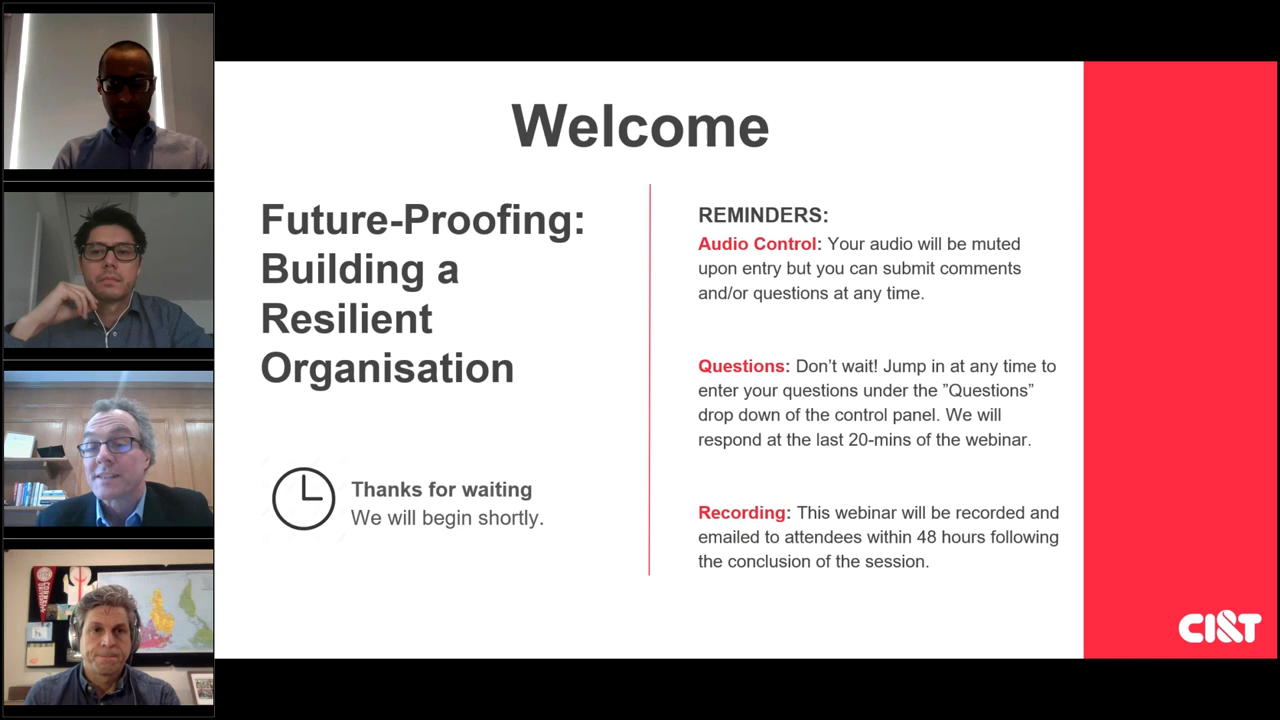 Welcome
Future-Proofing:
Building a
Resilient
Organisation
Thanks for waiting
We will begin shortly.
REMINDERS:
Audio Control: Your audio will be muted
upon entry but you can submit comments
and/or questions at any time.
Questions: Don’t wait! Jump in at any time to
enter your questions under the ”Questions”
drop down of the control panel. We will
respond at the last 20-mins of the webinar.
Recording: This webinar will be recorded and
emailed to attendees within 48 hours following
the conclusion of the session.
CI&T